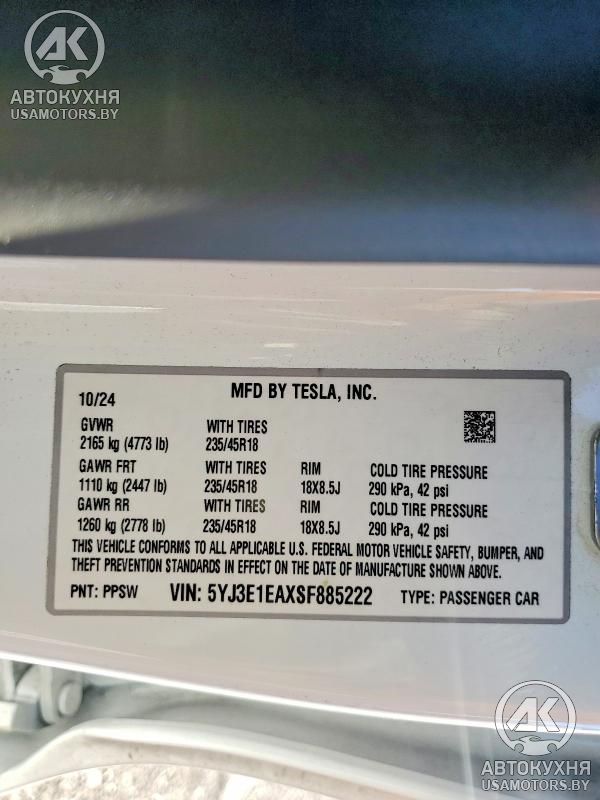 AK
АВТОКУХНЯ
USAMOTORS.BY
MFD BY TESLA, INC.
10/24
GVWR WITH TIRES
2165 kg (4773 lb) 235/45R18
GAWR FRT WITH TIRES RIM COLD TIRE PRESSURE
1110 kg (2447 lb) 235/45R18 18X8.5J 290 kPa, 42 psi
GAWR RR WITH TIRES RIM COLD TIRE PRESSURE
1260 kg (2778 lb) 235/45R18 18X8.5J 290 kPa, 42 psi
THIS VEHICLE CONFORMS TO ALL APPLICABLE U.S. FEDERAL MOTOR VEHICLE SAFETY, BUMPER, AND
THEFT PREVENTION STANDARDS IN EFFECT ON THE DATE OF MANUFACTURE SHOWN ABOVE.
PNT: PPSW VIN: 5YJ3E1EAXSF885222 TYPE: PASSENGER CAR
AK
АВТОКУХНЯ
USAMOTORS.BY